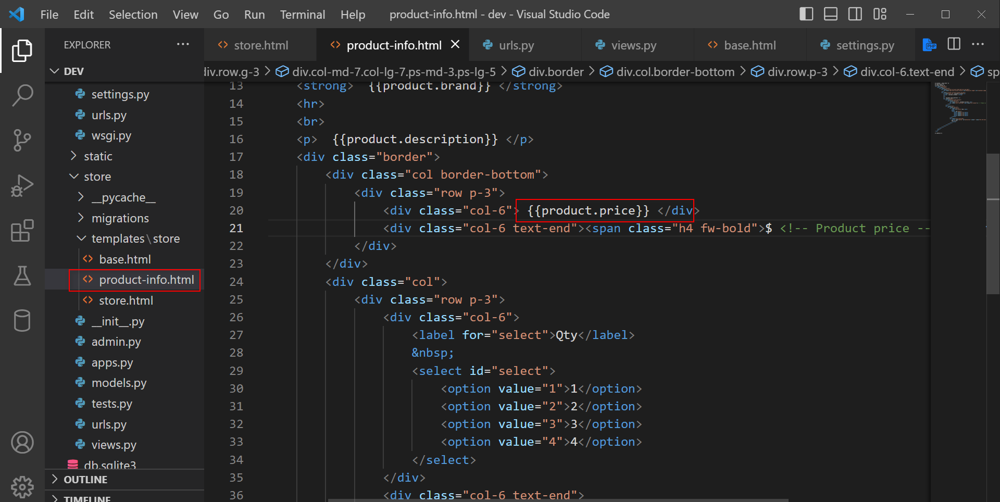 File Edit Selection View Go Run Terminal Help product-info.html - dev - Visual Studio Code
EXPLORER
store.html product-info.html urls.py views.py base.html settings.py PHP
DEV
div.row.g-3 > div.col-md-7.col-lg-7.ps-md-3.ps-lg-5 > div.border > div.col.border-bottom > div.row.p-3 > div.col-6.text-end > sp
settings.py
urls.py
wsgi.py
static
store
__pycache__
migrations
templates\store
base.html
product-info.html
store.html
__init__.py
admin.py
apps.py
models.py
tests.py
urls.py
views.py
db.sqlite3
OUTLINE
TIMELINE
13 <strong> {{product.brand}} </strong>
14 <hr>
15 <br>
16 <p> {{product.description}} </p>
17 <div class="border">
18 <div class="col border-bottom">
19 <div class="row p-3">
20 <div class="col-6"> {{product.price}} </div>
21 <div class="col-6 text-end"><span class="h4 fw-bold">$ <!-- Product price --
22 </div>
23 </div>
24 <div class="col">
25 <div class="row p-3">
26 <div class="col-6">
27 <label for="select">Qty</label>
28 &nbsp;
29 <select id="select">
30 <option value="1">1</option>
31 <option value="2">2</option>
32 <option value="3">3</option>
33 <option value="4">4</option>
34 </select>
35 </div>
36 <div class="col-6 text-end">